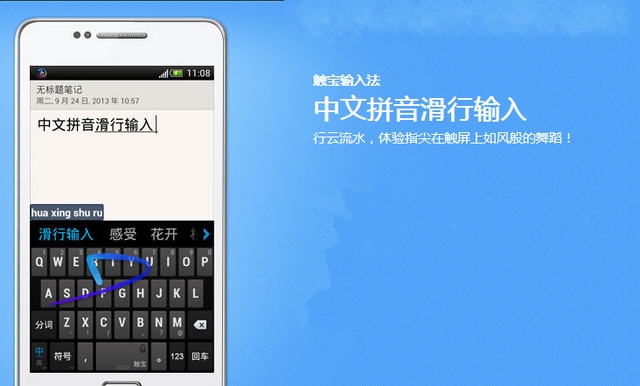 11:08
无标题笔记
周二, 9月 24日, 2013年 10:57
中文拼音滑行输入
hua xing shu ru
滑行输入 感受 花开
Q W E R T Y U I O P
A S D F G H J K L
分词 Z X C V B N M
中 符号 , 触宝 。 123 回车
触宝输入法
中文拼音滑行输入
行云流水，体验指尖在触屏上如风般的舞蹈！